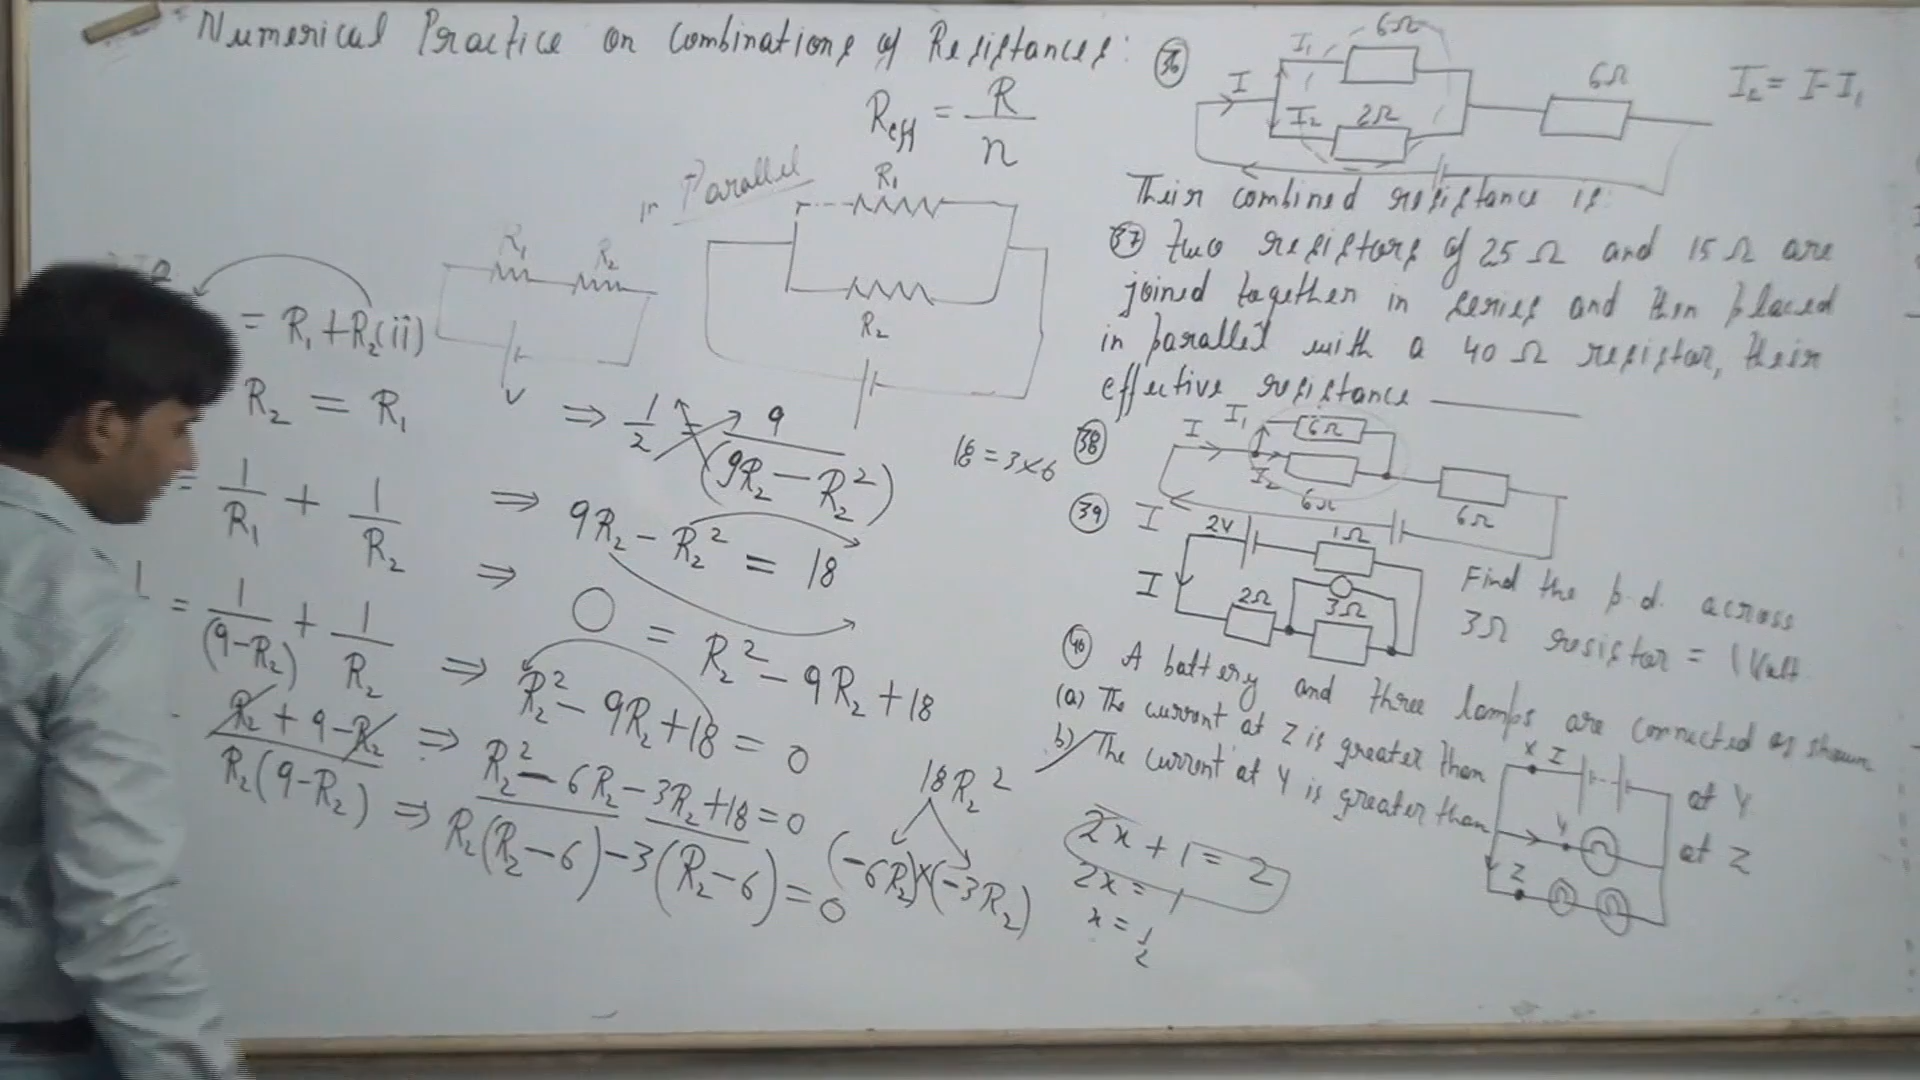 Numerical Practice on Combinations of Resistances:
R_eff = R/n
in Parallel
R₁
R₂
R₁
R₂
V
= R₁ + R₂ (ii)
R₂ = R₁
= 1/R₁ + 1/R₂
= 1/(9-R₂) + 1/R₂
R₂ + 9 - R₂ / R₂(9-R₂)
⇒ 1/2 = 9/(9R₂ - R₂²)
⇒ 9R₂ - R₂² = 18
⇒ 0 = R₂² - 9R₂ + 18
⇒ R₂² - 9R₂ + 18 = 0
⇒ R₂² - 6R₂ - 3R₂ + 18 = 0
⇒ R₂(R₂-6) - 3(R₂-6) = 0
18 = 3×6
18R₂²
(-6R₂)×(-3R₂)
(36)
I
I₁
6Ω
I₂
2Ω
6Ω
I₂ = I - I₁
Their combined resistance is:
(37) two resistors of 25 Ω and 15 Ω are
joined together in series and then placed
in parallel with a 40 Ω resistor, their
effective resistance
(38)
I
I₁
6Ω
I₂
6Ω
6Ω
(39)
I
2V
1Ω
I
2Ω
3Ω
Find the p.d. across
3Ω resistor = 1 Volt
(40) A battery and three lamps are connected as shown
(a) The current at Z is greater than at Y
b) The current at Y is greater than at Z
X I
Y
Z
2x + 1 = 2
2x = 1
x = 1/2